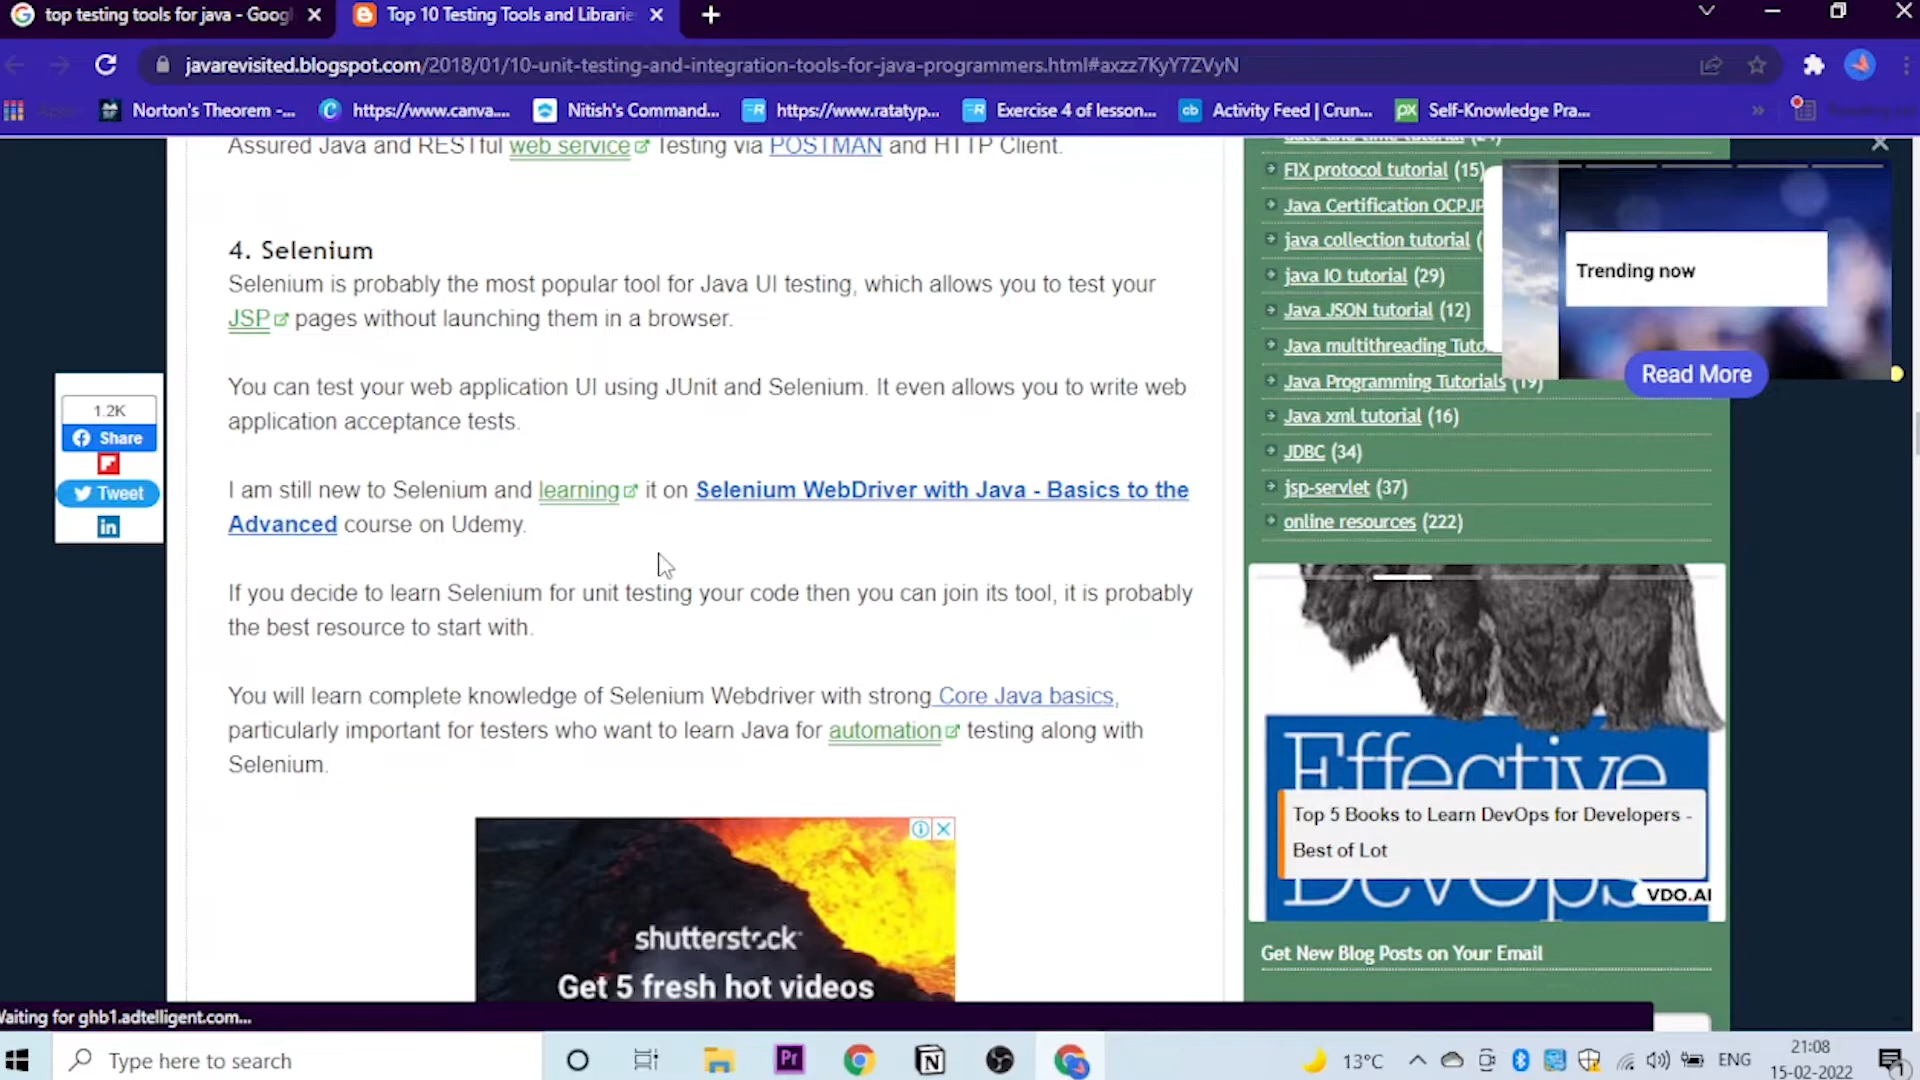 top testing tools for java - Googl
Top 10 Testing Tools and Librarie
javarevisited.blogspot.com/2018/01/10-unit-testing-and-integration-tools-for-java-programmers.html#axzz7KyY7ZVyN
Norton's Theorem -...
https://www.canva....
Nitish's Command...
https://www.ratatyp...
Exercise 4 of lesson...
cb
Activity Feed | Crun...
px
Self-Knowledge Pra...
Assured Java and RESTful web service Testing via POSTMAN and HTTP Client.
4. Selenium
Selenium is probably the most popular tool for Java UI testing, which allows you to test your
JSP pages without launching them in a browser.
You can test your web application UI using JUnit and Selenium. It even allows you to write web
application acceptance tests.
I am still new to Selenium and learning it on Selenium WebDriver with Java - Basics to the
Advanced course on Udemy.
If you decide to learn Selenium for unit testing your code then you can join its tool, it is probably
the best resource to start with.
You will learn complete knowledge of Selenium Webdriver with strong Core Java basics,
particularly important for testers who want to learn Java for automation testing along with
Selenium.
1.2K
Share
Tweet
in
shutterstock
Get 5 fresh hot videos
FIX protocol tutorial (15)
Java Certification OCPJP
java collection tutorial (
java IO tutorial (29)
Java JSON tutorial (12)
Java multithreading Tuto
Java Programming Tutorials (19)
Java xml tutorial (16)
JDBC (34)
jsp-servlet (37)
online resources (222)
Trending now
Read More
Effective
DevOps
Top 5 Books to Learn DevOps for Developers -
Best of Lot
VDO.AI
Get New Blog Posts on Your Email
Waiting for ghb1.adtelligent.com...
Type here to search
Pr
N
13°C
ENG
21:08
15-02-2022
1